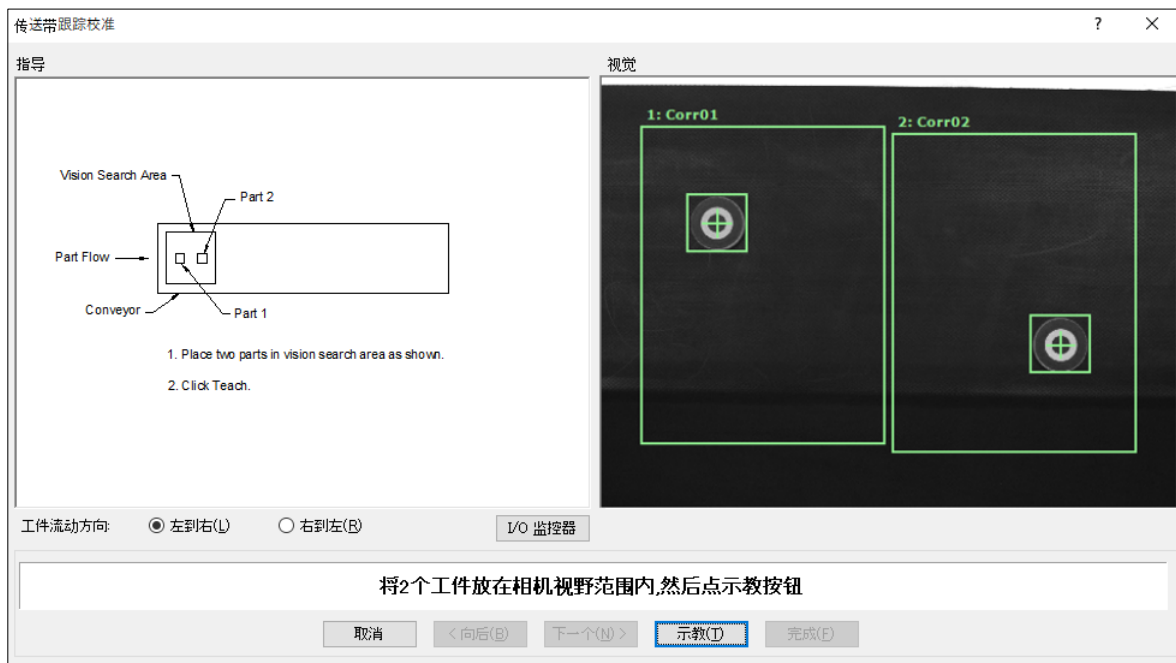 传送带跟踪校准
?
指导
视觉
Vision Search Area
Part 2
Part Flow
Conveyor
Part 1
1. Place two parts in vision search area as shown.
2. Click Teach.
1: Corr01
2: Corr02
工件流动方向: 左到右(L) 右到左(R) I/O 监控器
将2个工件放在相机视野范围内,然后点示教按钮
取消 < 向后(B) 下一个(N) > 示教(T) 完成(F)